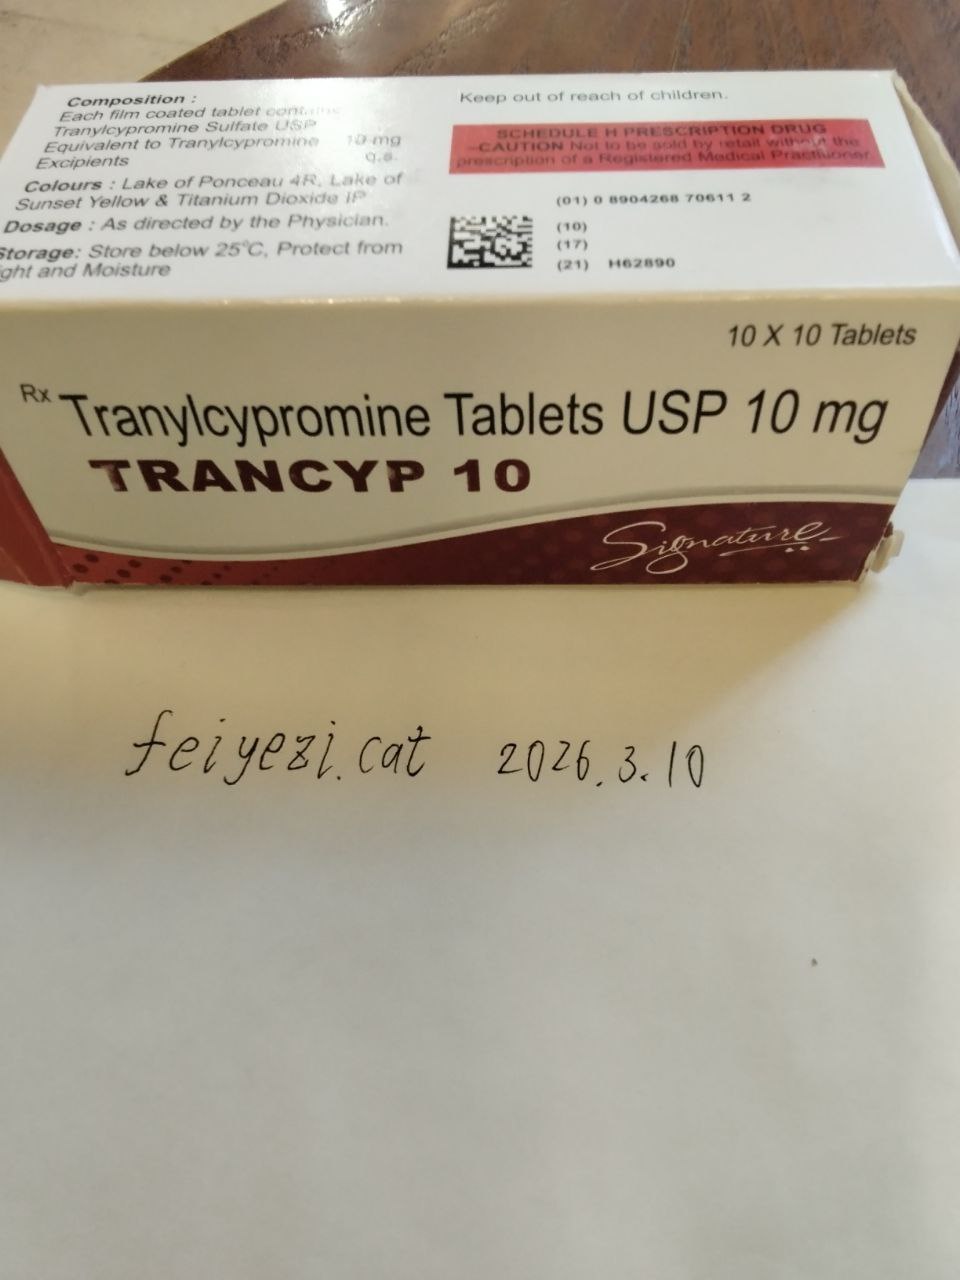 Composition :
Each film coated tablet contains
Tranylcypromine Sulfate USP
Equivalent to Tranylcypromine 10 mg
Excipients q.s.
Colours : Lake of Ponceau 4R, Lake of
Sunset Yellow & Titanium Dioxide IP
Dosage : As directed by the Physician.
Storage: Store below 25°C, Protect from
ight and Moisture
Keep out of reach of children.
SCHEDULE H PRESCRIPTION DRUG
-CAUTION Not to be sold by retail without the
prescription of a Registered Medical Practitioner.
(01) 0 8904268 70611 2
(10)
(17)
(21) H62890
10 X 10 Tablets
Rx Tranylcypromine Tablets USP 10 mg
TRANCYP 10
Signature
feiyezi.cat 2026.3.10